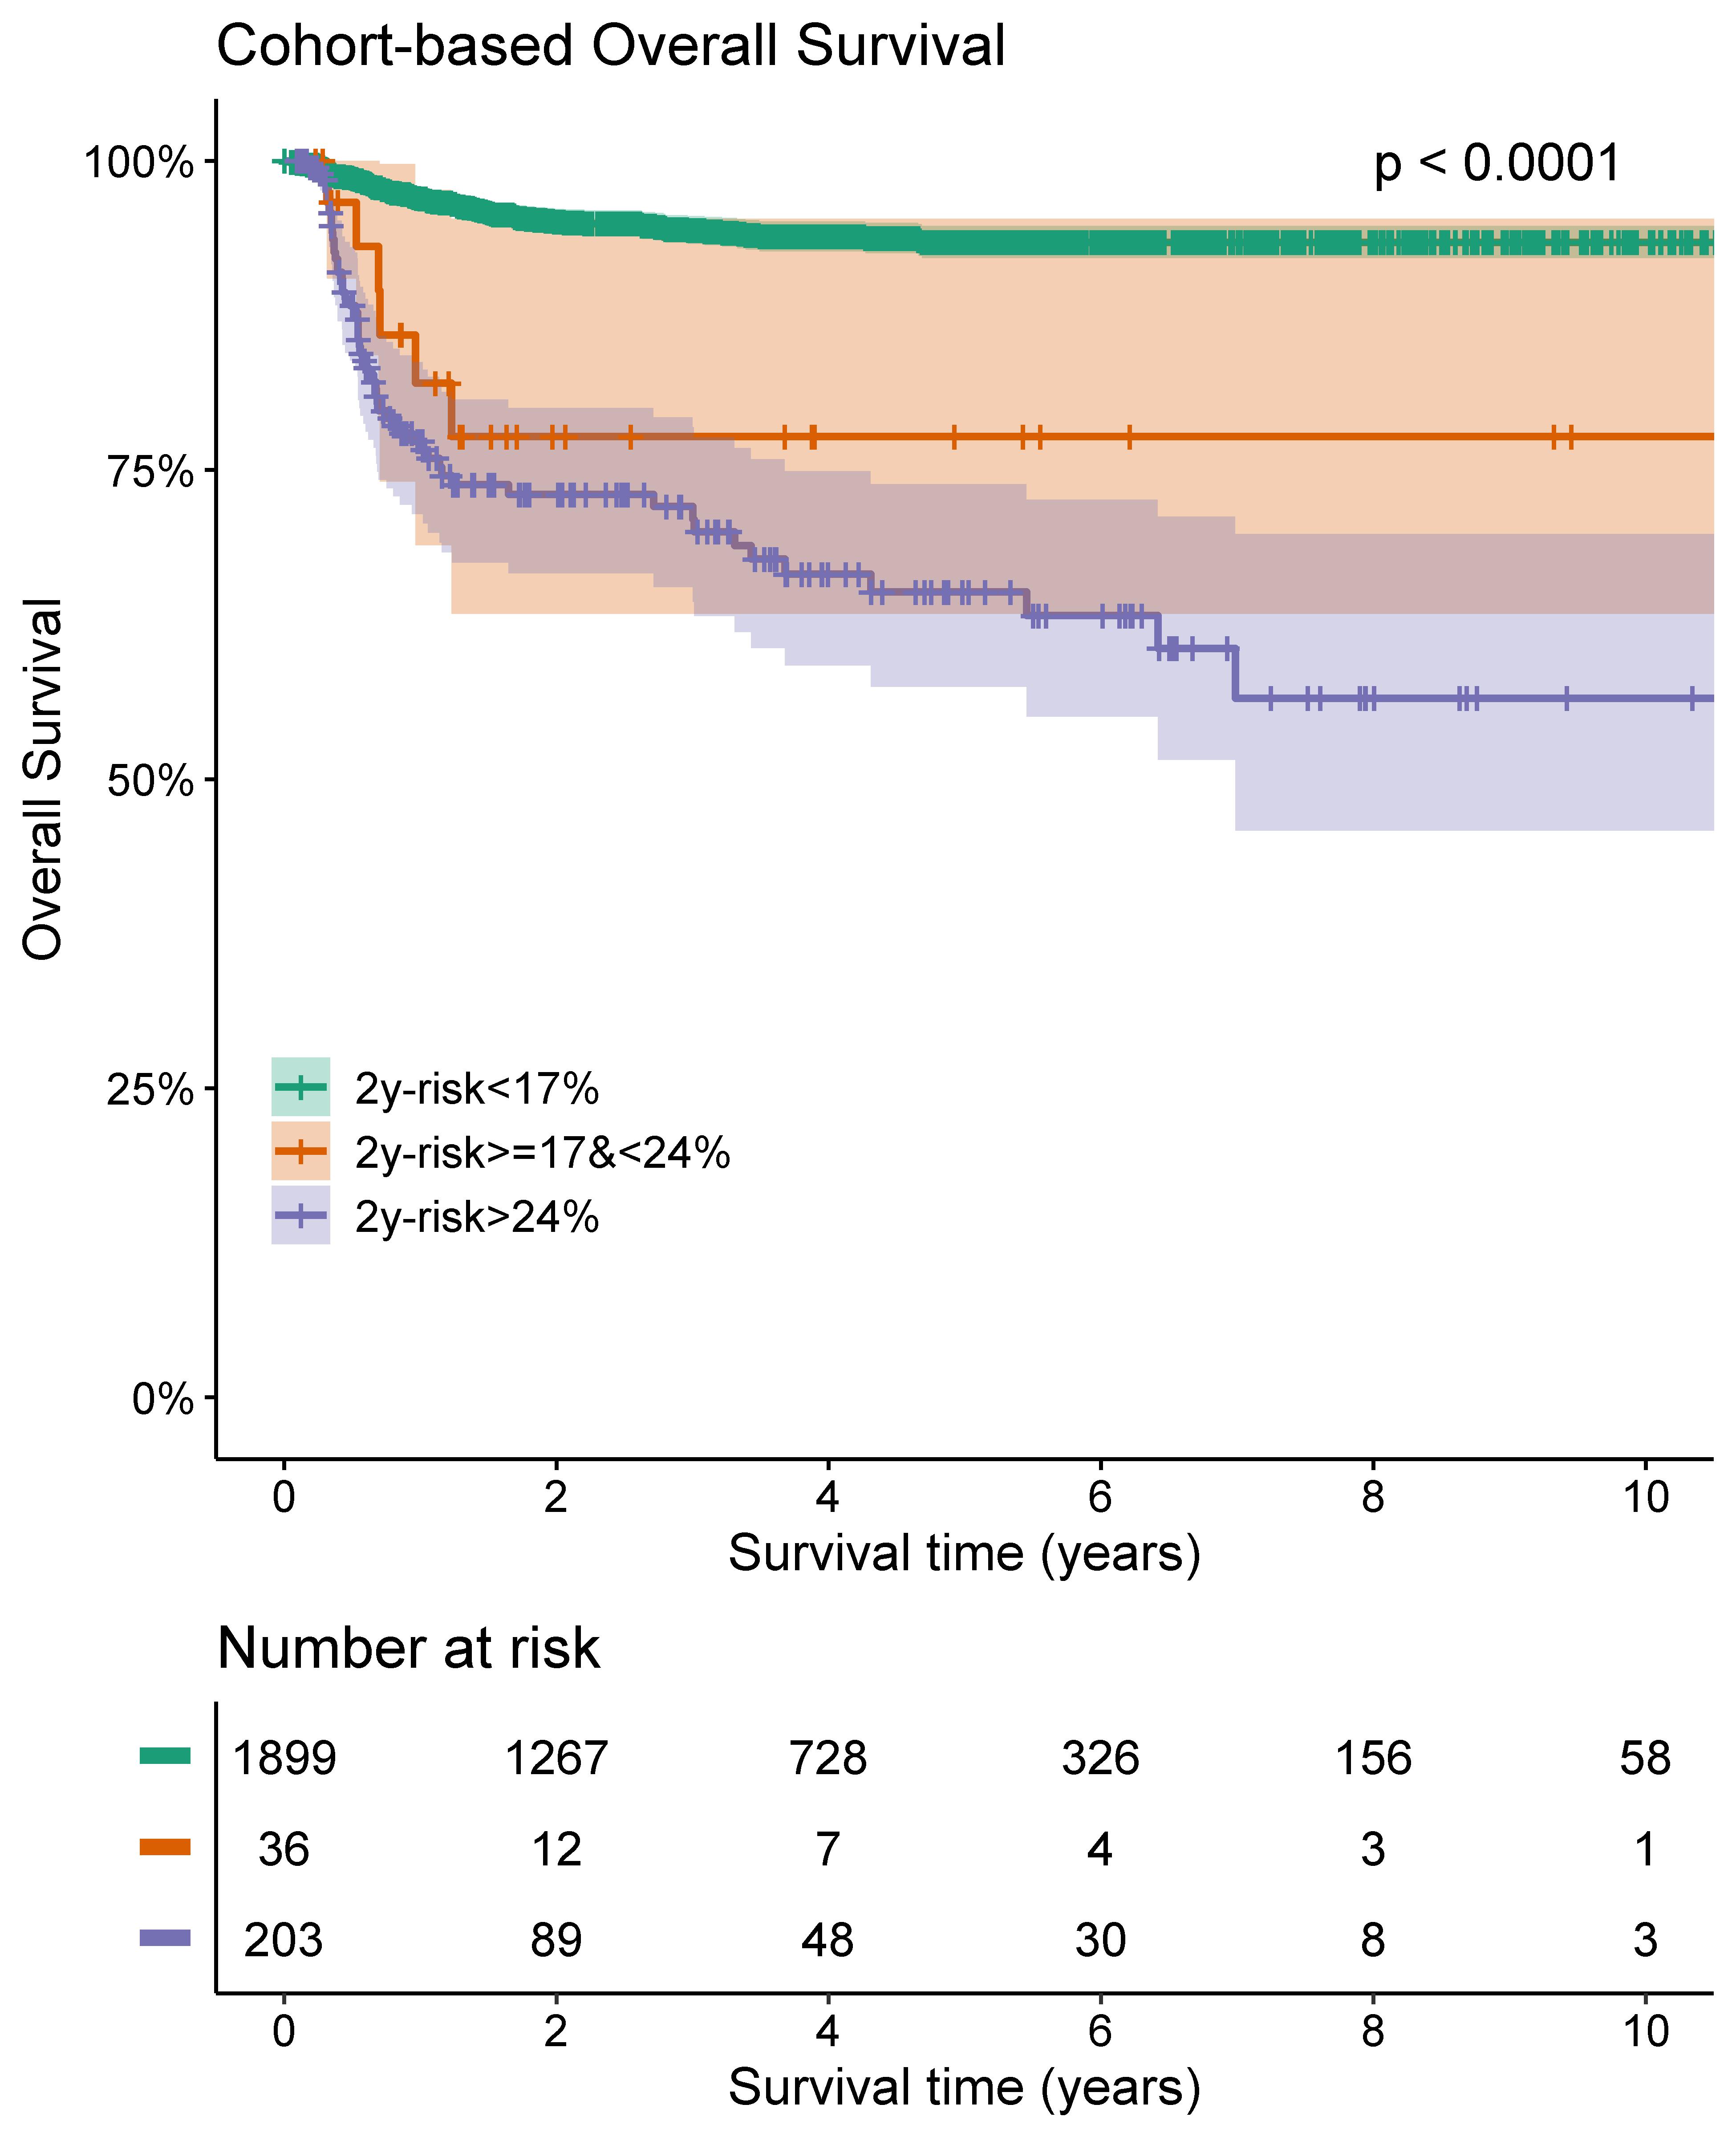 Cohort-based Overall Survival
p < 0.0001
100%
75%
50%
25%
0%
Overall Survival
2y-risk<17%
2y-risk>=17&<24%
2y-risk>24%
0 2 4 6 8 10
Survival time (years)
Number at risk
1899 1267 728 326 156 58
36 12 7 4 3 1
203 89 48 30 8 3
0 2 4 6 8 10
Survival time (years)